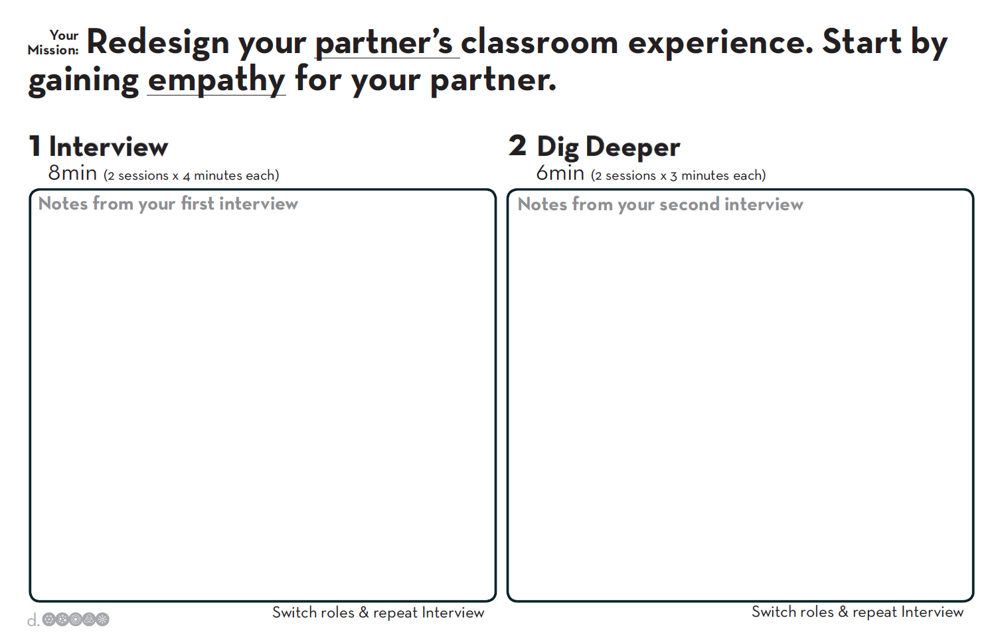 Your
Mission: Redesign your partner’s classroom experience. Start by
gaining empathy for your partner.
1 Interview
8min (2 sessions x 4 minutes each)
Notes from your first interview
Switch roles & repeat Interview
2 Dig Deeper
6min (2 sessions x 3 minutes each)
Notes from your second interview
Switch roles & repeat Interview
d.